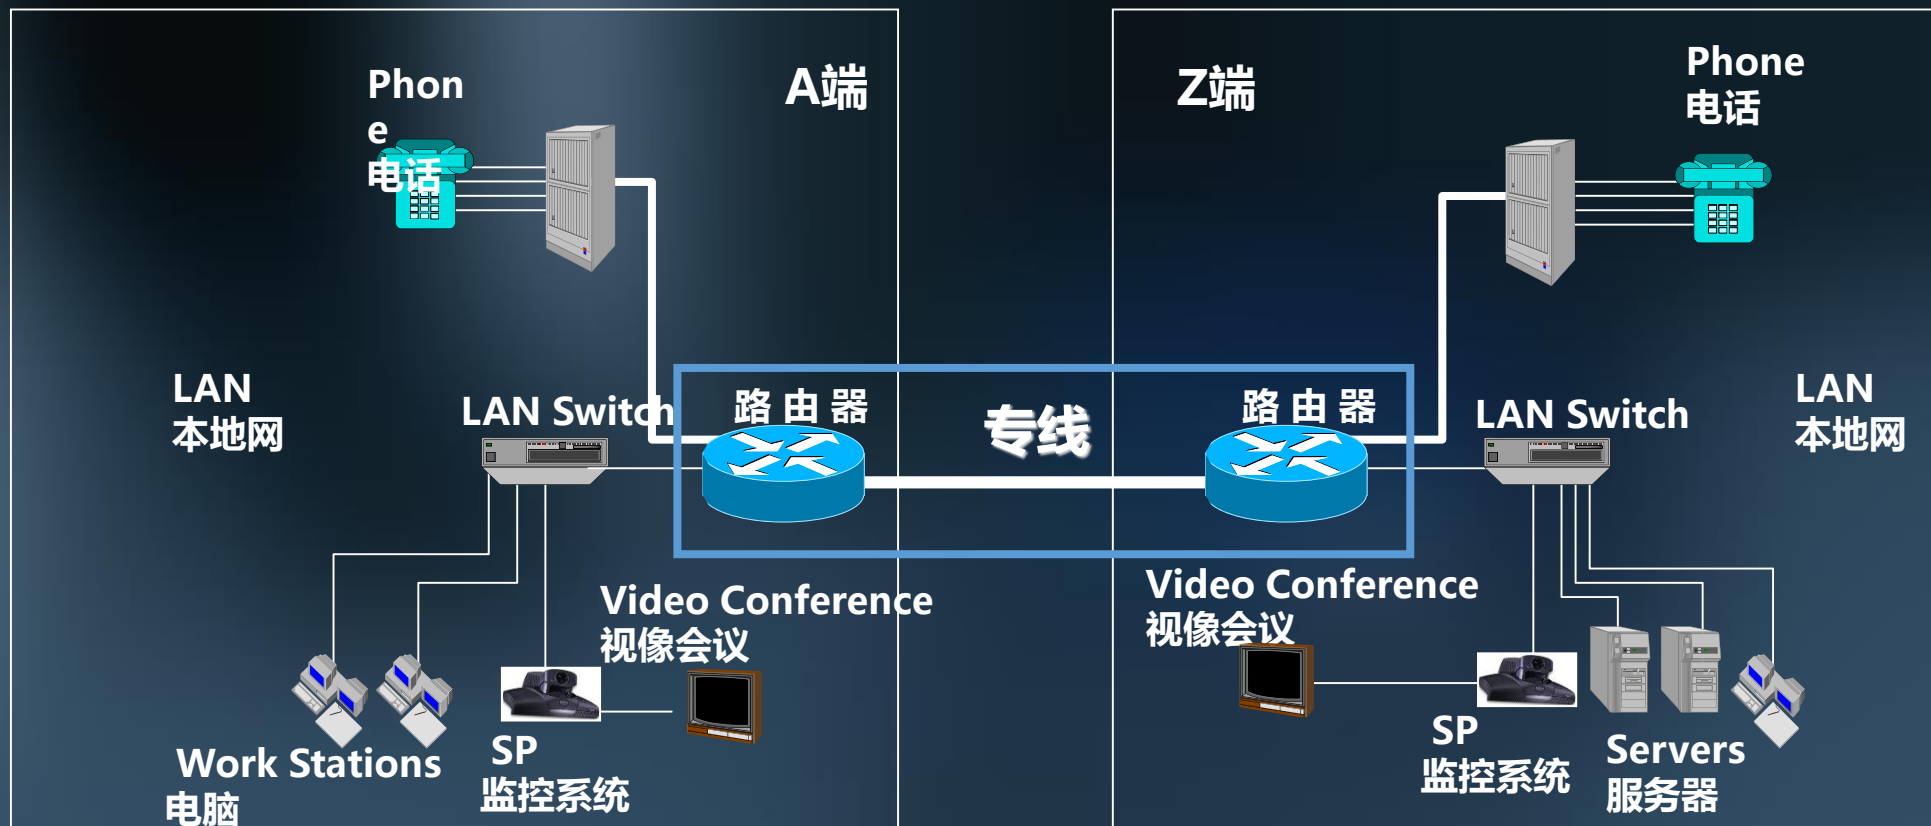 Phon
e
电话
A端
LAN
本地网
LAN Switch
路 由 器
Video Conference
视像会议
Work Stations
电脑
SP
监控系统
专线
Z端
Phone
电话
路 由 器
LAN Switch
LAN
本地网
Video Conference
视像会议
SP
监控系统
Servers
服务器